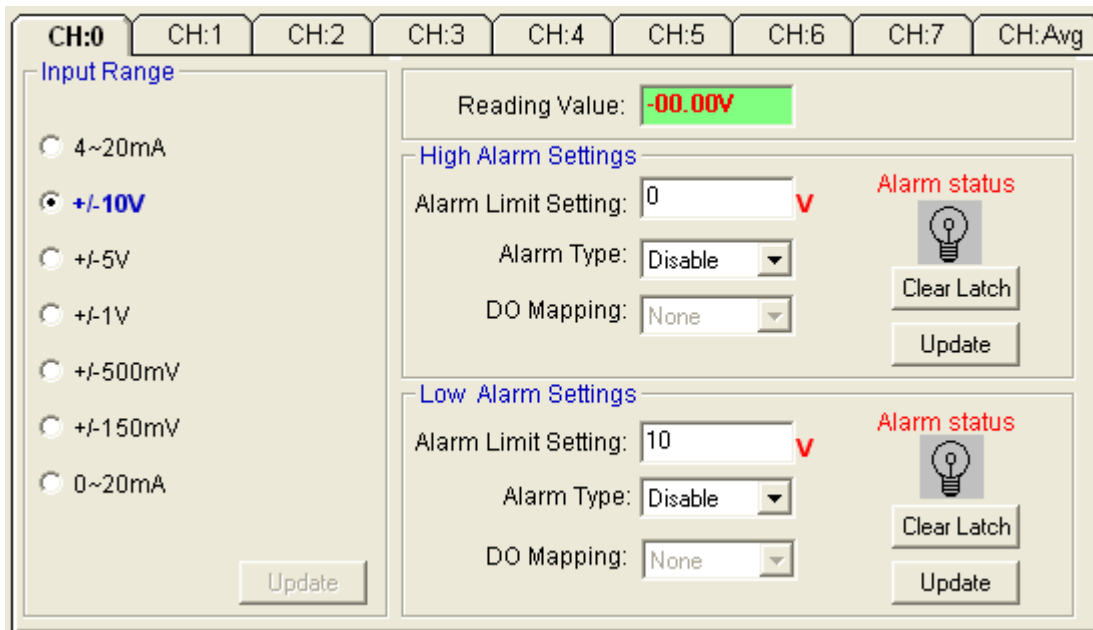 CH:0 CH:1 CH:2 CH:3 CH:4 CH:5 CH:6 CH:7 CH:Avg
Input Range
4~20mA
+/-10V
+/-5V
+/-1V
+/-500mV
+/-150mV
0~20mA
Update
Reading Value: -00.00V
High Alarm Settings
Alarm Limit Setting: 0 V
Alarm Type: Disable
DO Mapping: None
Alarm status
Clear Latch
Update
Low Alarm Settings
Alarm Limit Setting: 10 V
Alarm Type: Disable
DO Mapping: None
Alarm status
Clear Latch
Update